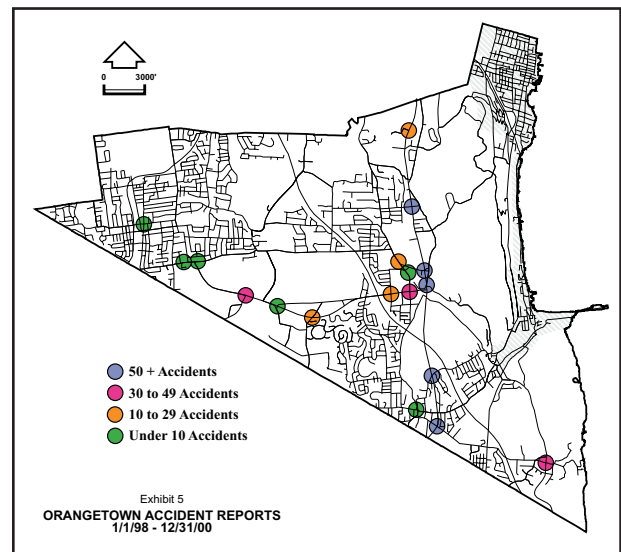 0 3000'
50 + Accidents
30 to 49 Accidents
10 to 29 Accidents
Under 10 Accidents
Exhibit 5
ORANGETOWN ACCIDENT REPORTS
1/1/98 - 12/31/00